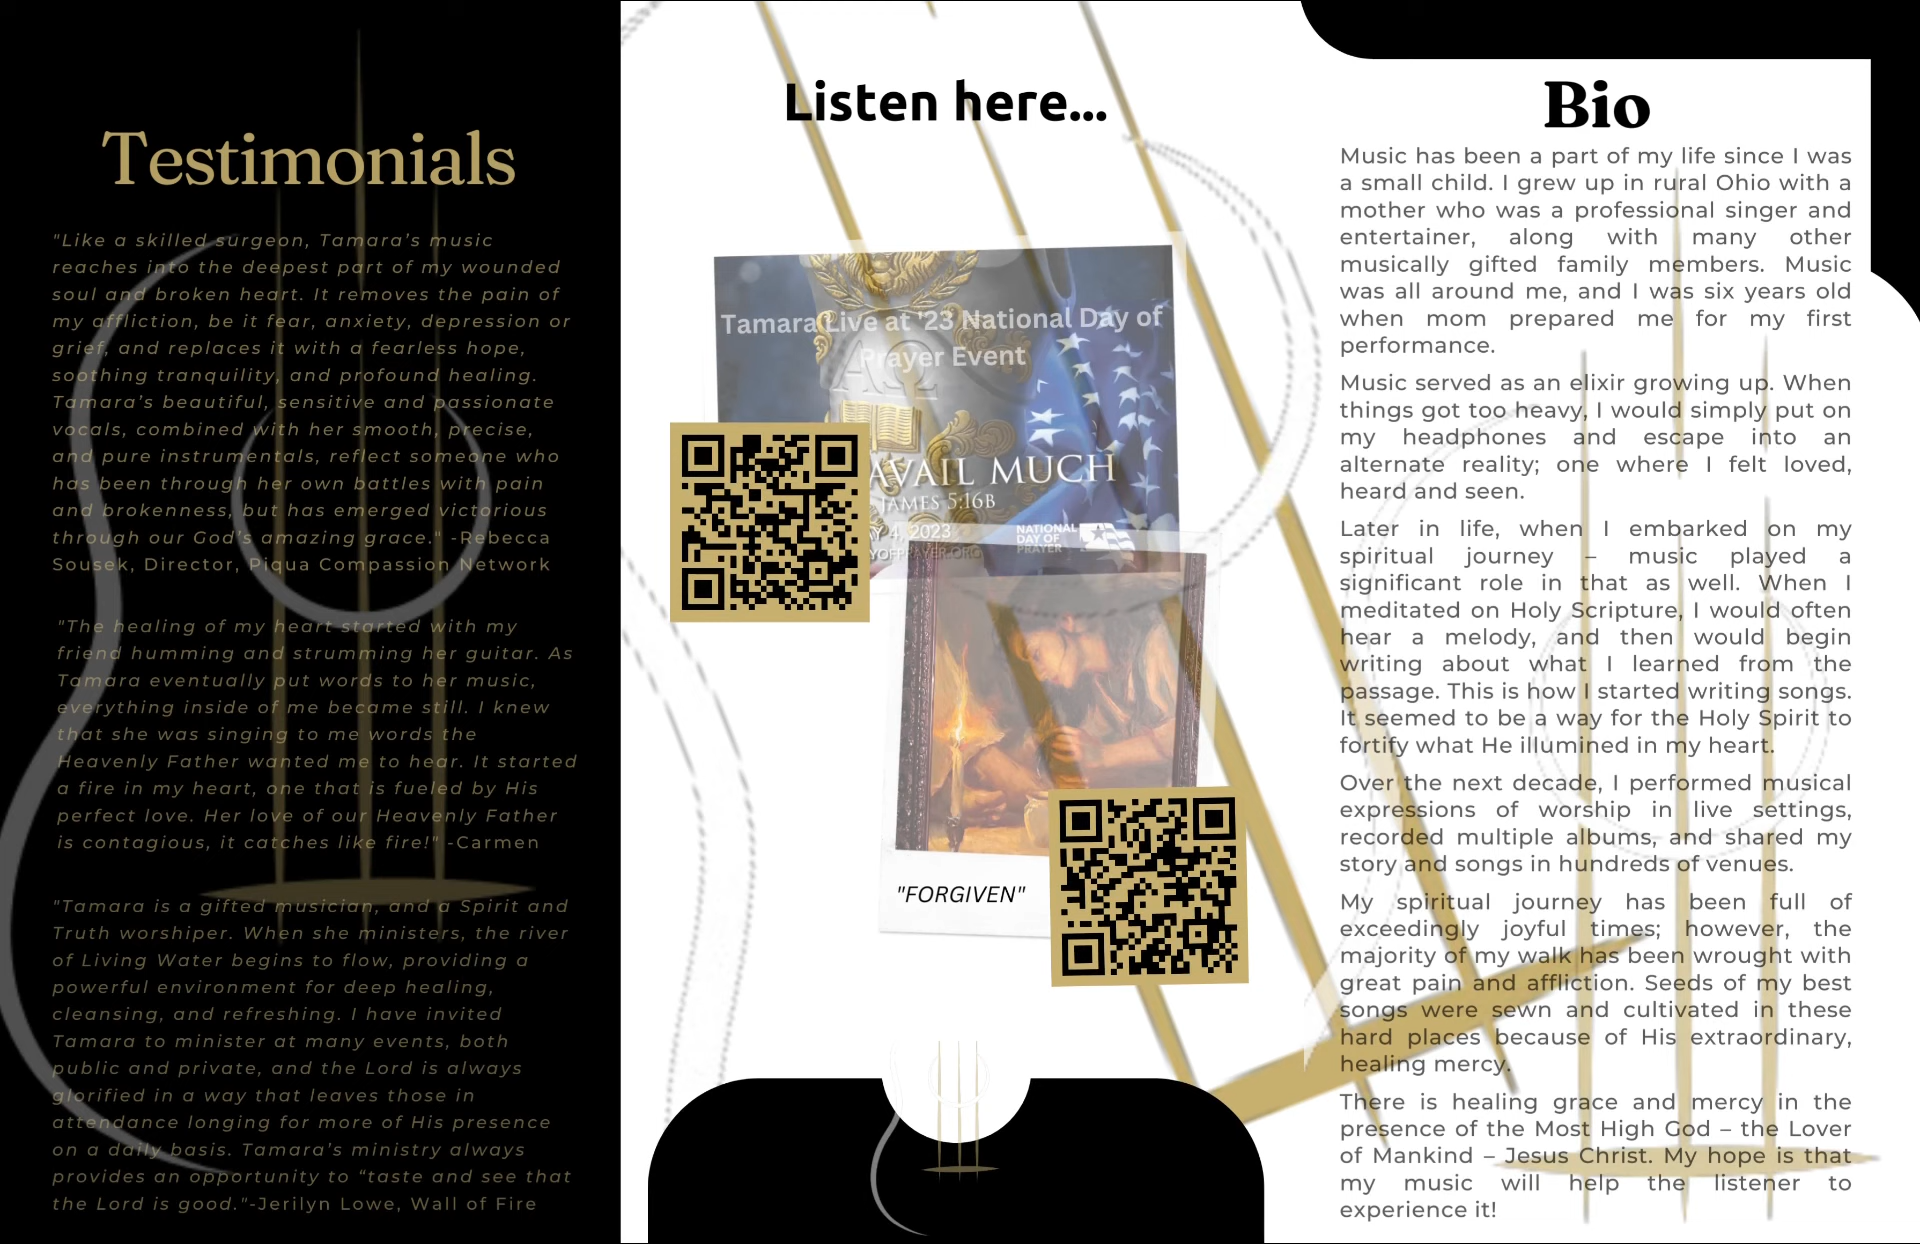 Testimonials
"Like a skilled surgeon, Tamara’s music
reaches into the deepest part of my wounded
soul and broken heart. It removes the pain of
my affliction, be it fear, anxiety, depression or
grief, and replaces it with a fearless hope,
soothing tranquility, and profound healing.
Tamara’s beautiful, sensitive and passionate
vocals, combined with her smooth, precise,
and pure instrumentals, reflect someone who
has been through her own battles with pain
and brokenness, but has emerged victorious
through our God’s amazing grace." -Rebecca
Sousek, Director, Piqua Compassion Network
"The healing of my heart started with my
friend humming and strumming her guitar. As
Tamara eventually put words to her music,
everything inside of me became still. I knew
that she was singing to me words the
Heavenly Father wanted me to hear. It started
a fire in my heart, one that is fueled by His
perfect love. Her love of our Heavenly Father
is contagious, it catches like fire!" -Carmen
"Tamara is a gifted musician, and a Spirit and
Truth worshiper. When she ministers, the river
of Living Water begins to flow, providing a
powerful environment for deep healing,
cleansing, and refreshing. I have invited
Tamara to minister at many events, both
public and private, and the Lord is always
glorified in a way that leaves those in
attendance longing for more of His presence
on a daily basis. Tamara’s ministry always
provides an opportunity to “taste and see that
the Lord is good."-Jerilyn Lowe, Wall of Fire
Listen here...
Tamara Live at '23 National Day of
Prayer Event
ΑΩ
AVAIL MUCH
JAMES 5:16B
4, 2023
NATIONAL
DAY OF
PRAYER
YOFPRAYER.ORG
"FORGIVEN"
Bio
Music has been a part of my life since I was
a small child. I grew up in rural Ohio with a
mother who was a professional singer and
entertainer, along with many other
musically gifted family members. Music
was all around me, and I was six years old
when mom prepared me for my first
performance.
Music served as an elixir growing up. When
things got too heavy, I would simply put on
my headphones and escape into an
alternate reality; one where I felt loved,
heard and seen.
Later in life, when I embarked on my
spiritual journey – music played a
significant role in that as well. When I
meditated on Holy Scripture, I would often
hear a melody, and then would begin
writing about what I learned from the
passage. This is how I started writing songs.
It seemed to be a way for the Holy Spirit to
fortify what He illumined in my heart.
Over the next decade, I performed musical
expressions of worship in live settings,
recorded multiple albums, and shared my
story and songs in hundreds of venues.
My spiritual journey has been full of
exceedingly joyful times; however, the
majority of my walk has been wrought with
great pain and affliction. Seeds of my best
songs were sewn and cultivated in these
hard places because of His extraordinary,
healing mercy.
There is healing grace and mercy in the
presence of the Most High God – the Lover
of Mankind – Jesus Christ. My hope is that
my music will help the listener to
experience it!